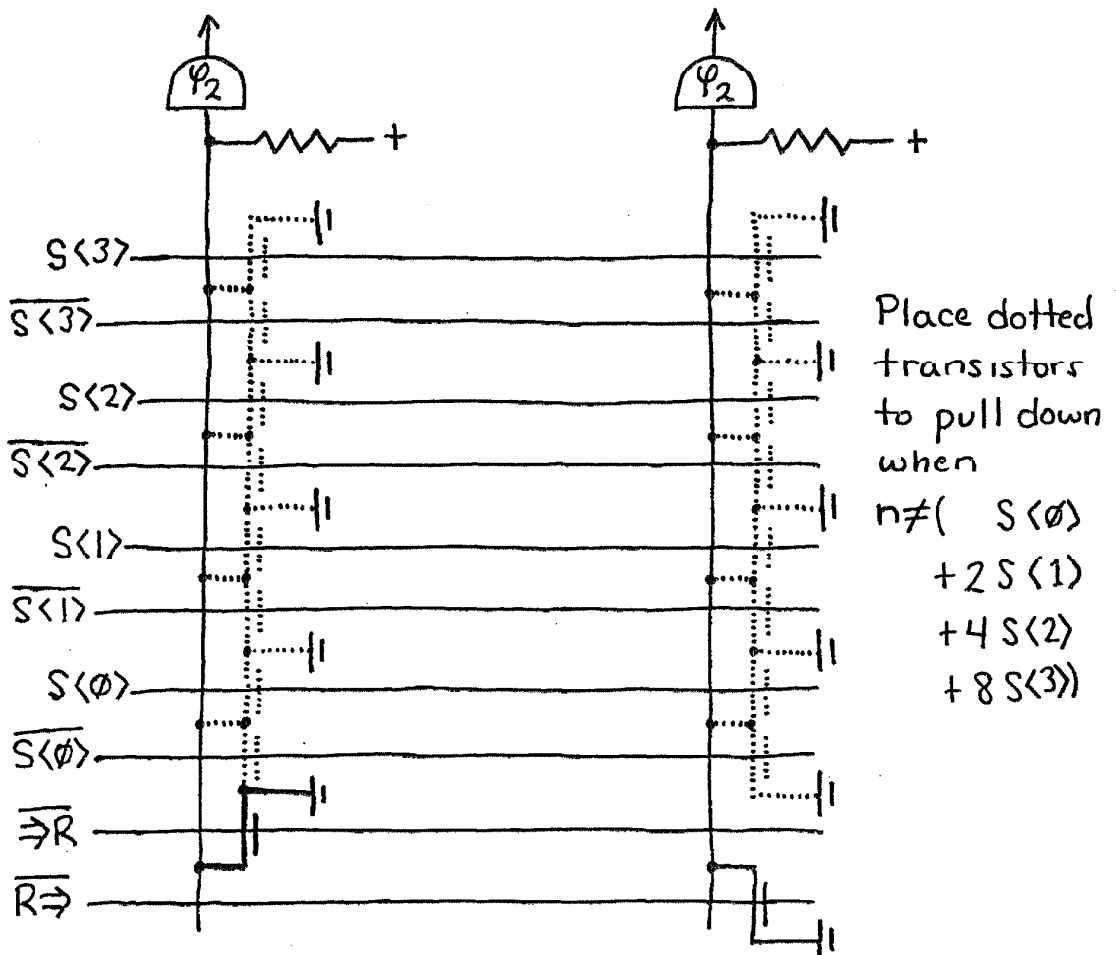 φ₂ φ₂
+ +
S⟨3⟩
S̅⟨̅3̅⟩̅
S⟨2⟩
S̅⟨̅2̅⟩̅
S⟨1⟩
S̅⟨̅1̅⟩̅
S⟨∅⟩
S̅⟨̅∅̅⟩̅
⇒̅R̅
R̅⇒̅
Place dotted
transistors
to pull down
when
n≠( S⟨∅⟩
+2 S⟨1⟩
+4 S⟨2⟩
+8 S⟨3⟩)